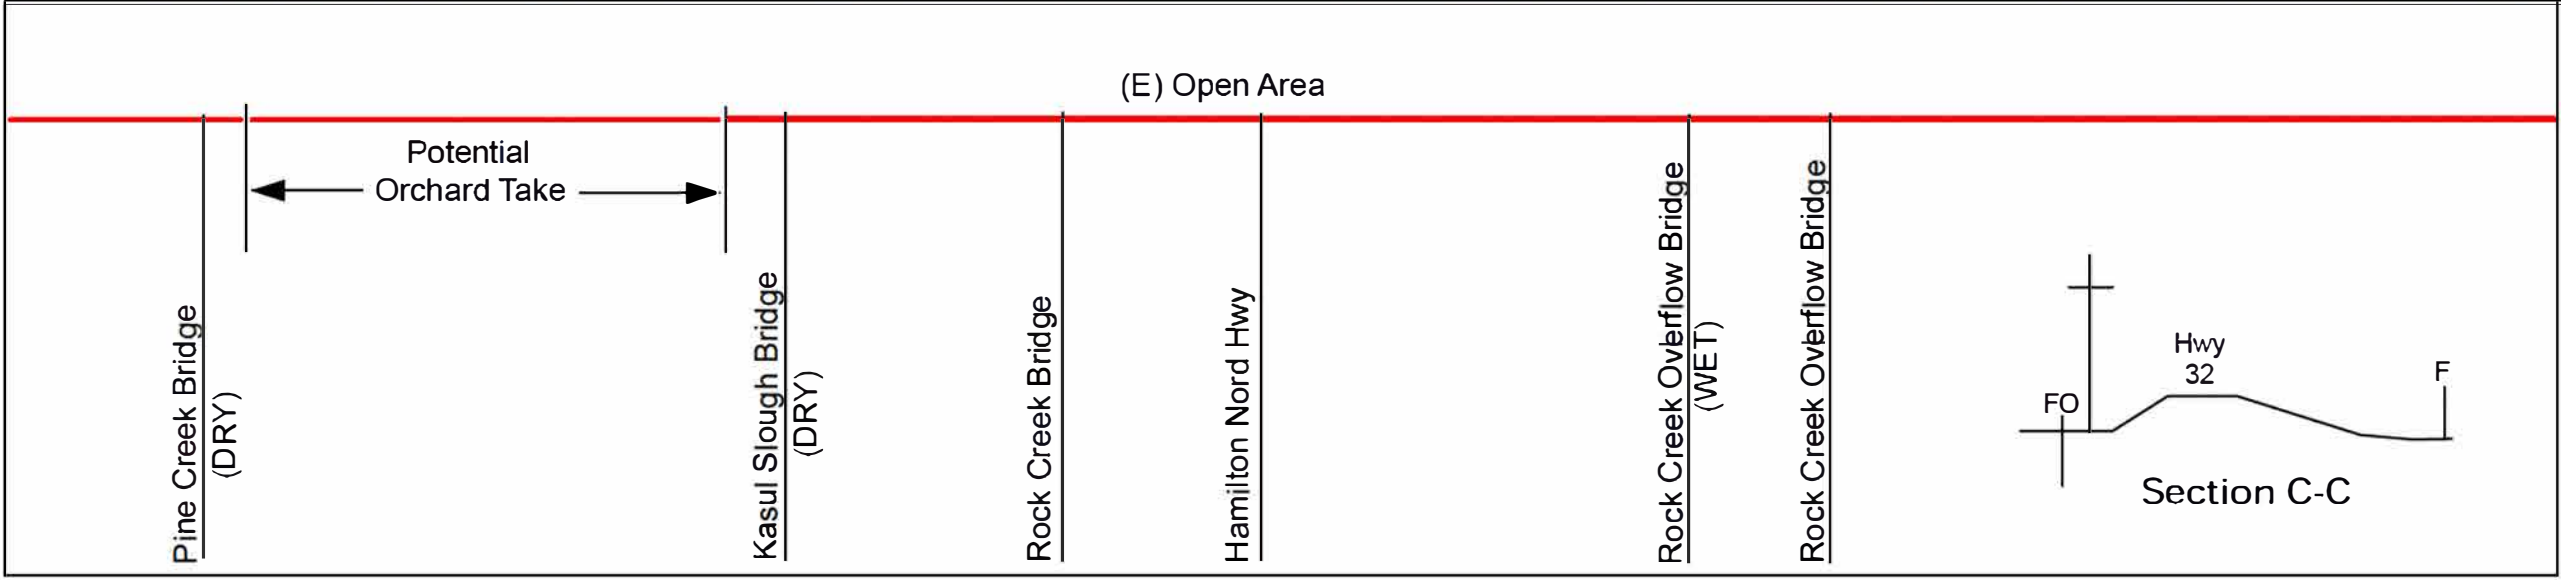 (E) Open Area
Potential
Orchard Take
Pine Creek Bridge
(DRY)
Kasul Slough Bridge
(DRY)
Rock Creek Bridge
Hamilton Nord Hwy
Rock Creek Overflow Bridge
(WET)
Rock Creek Overflow Bridge
Hwy
32
FO
F
Section C-C